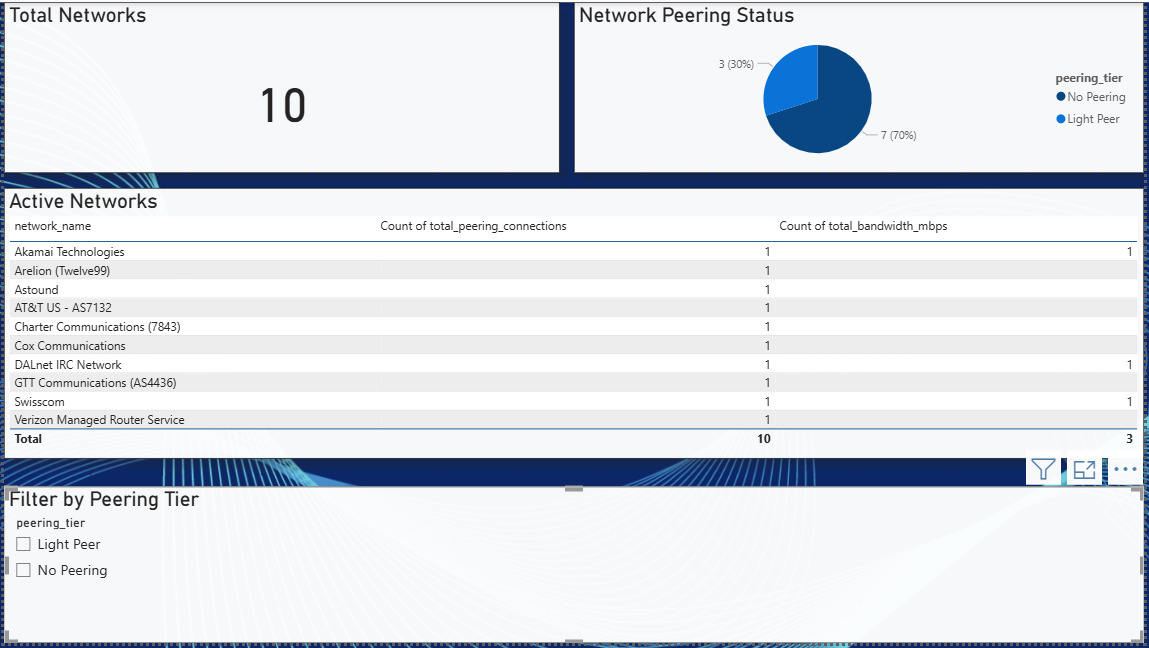 Total Networks
10
Network Peering Status
3 (30%)
7 (70%)
peering_tier
No Peering
Light Peer
Active Networks
network_name Count of total_peering_connections Count of total_bandwidth_mbps
Akamai Technologies 1 1
Arelion (Twelve99) 1
Astound 1
AT&T US - AS7132 1
Charter Communications (7843) 1
Cox Communications 1
DALnet IRC Network 1 1
GTT Communications (AS4436) 1
Swisscom 1 1
Verizon Managed Router Service 1
Total 10 3
Filter by Peering Tier
peering_tier
Light Peer
No Peering